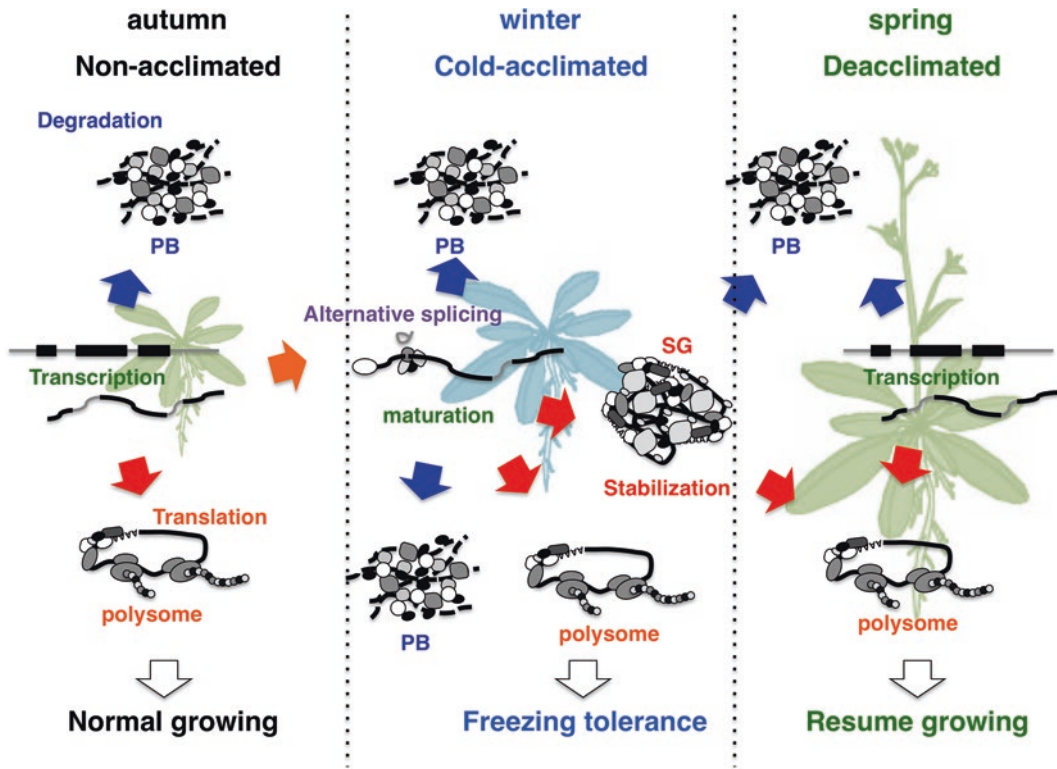 autumn
Non-acclimated
Degradation
PB
Transcription
Translation
polysome
Normal growing
winter
Cold-acclimated
PB
Alternative splicing
maturation
SG
Stabilization
PB
polysome
Freezing tolerance
spring
Deacclimated
PB
Transcription
polysome
Resume growing